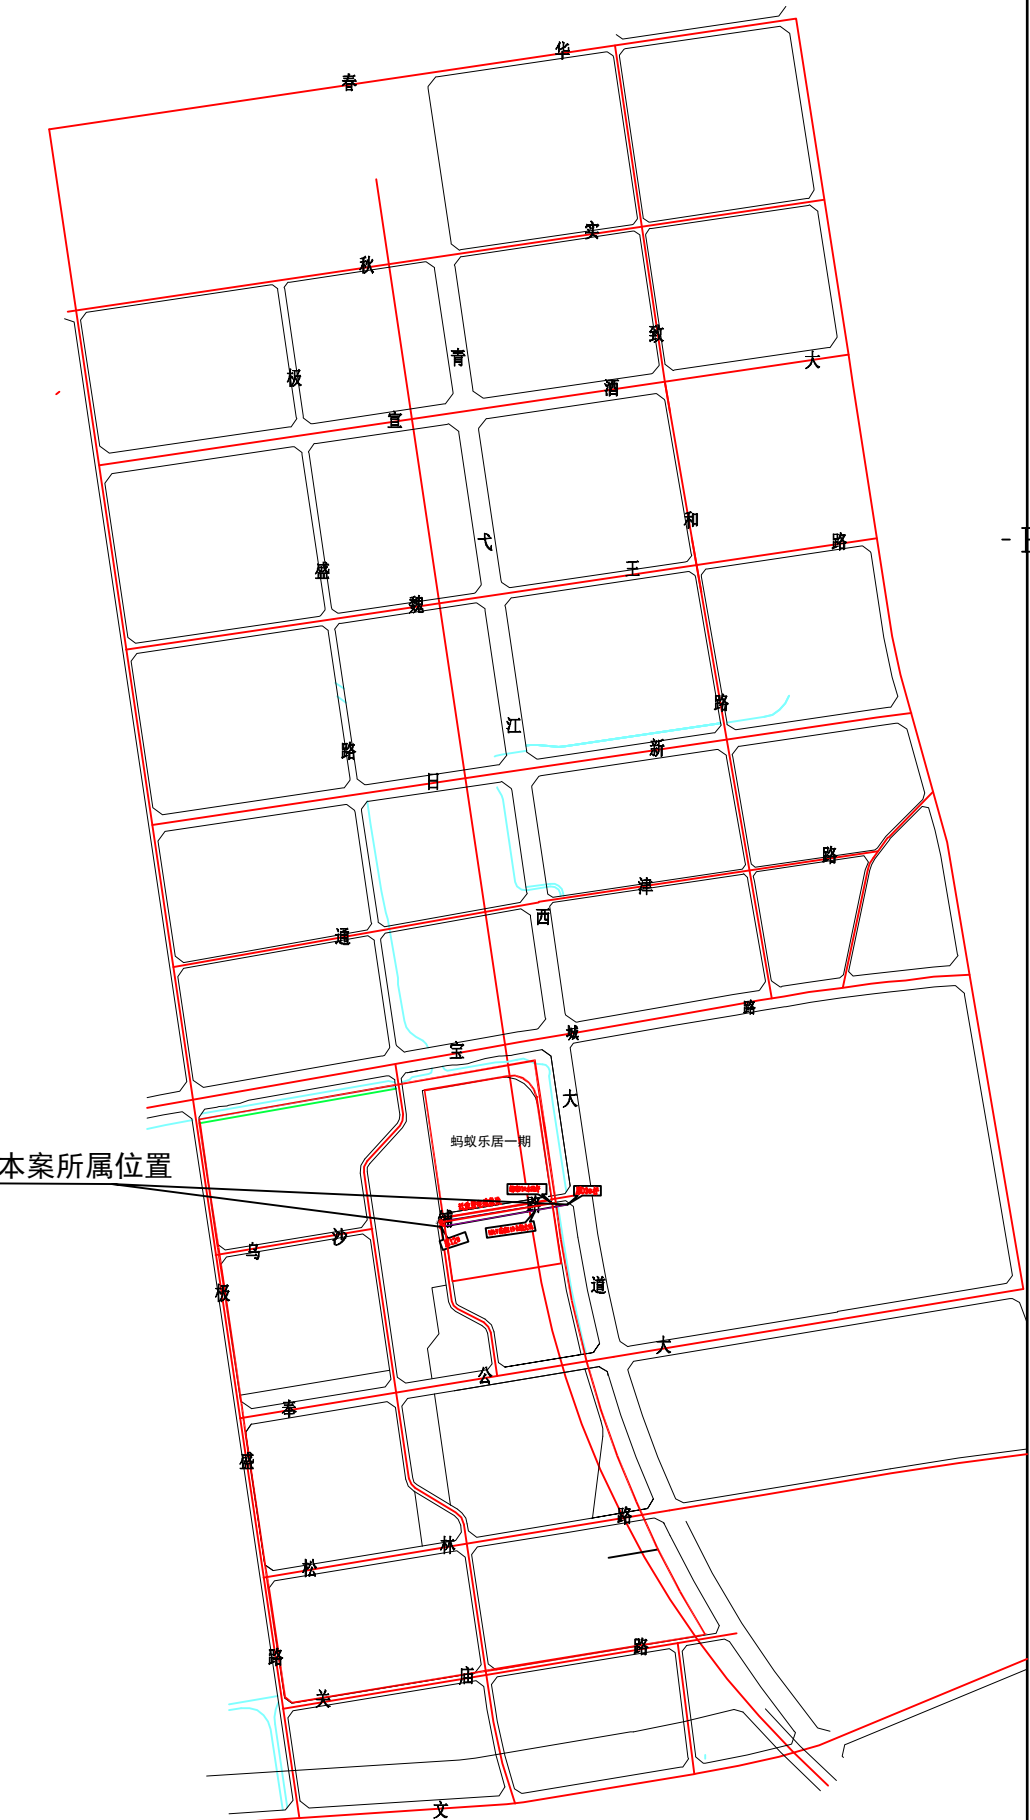 春华
秋实
极
青
致
大
宣酒
弋
和
盛
魏王路
路
江
路
日新
通津路
西
宝城路
大
蚂蚁乐居一期
本案所属位置
路
乌沙
极
道
奉公大
盛
松林路
路
关庙路
文